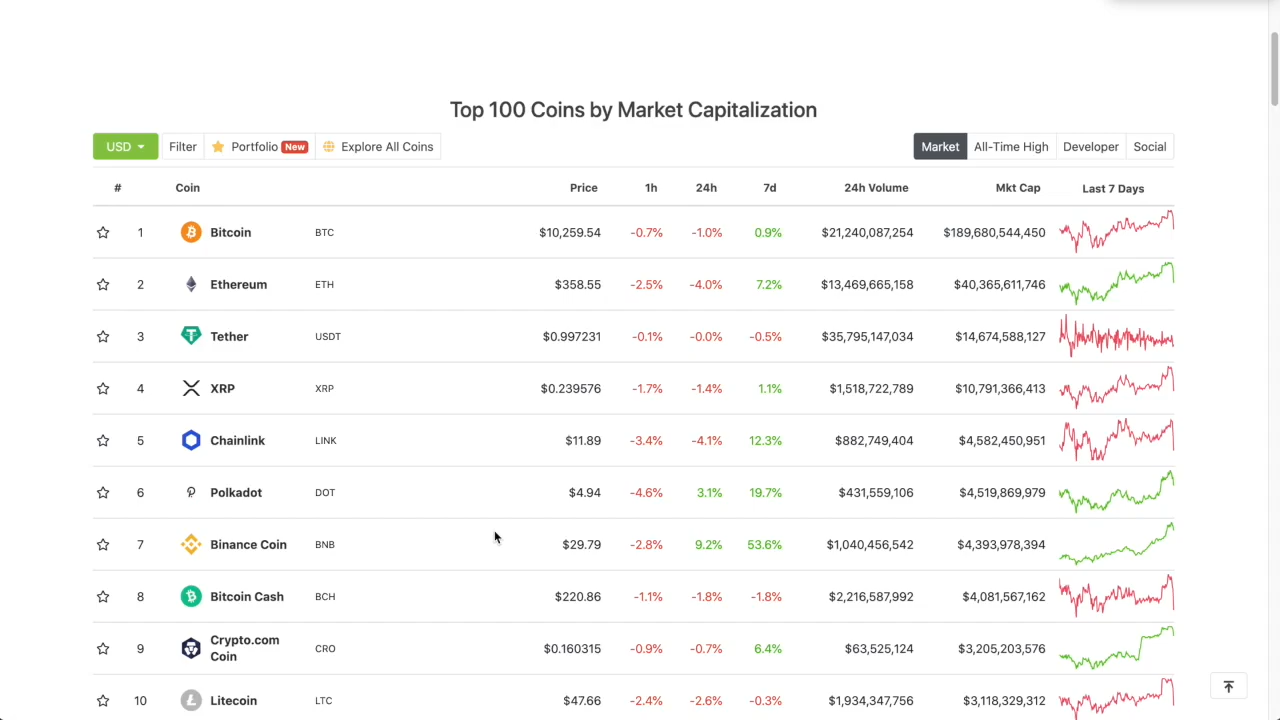 Top 100 Coins by Market Capitalization
USD Filter Portfolio New Explore All Coins Market All-Time High Developer Social
# Coin Price 1h 24h 7d 24h Volume Mkt Cap Last 7 Days
1 Bitcoin BTC $10,259.54 -0.7% -1.0% 0.9% $21,240,087,254 $189,680,544,450
2 Ethereum ETH $358.55 -2.5% -4.0% 7.2% $13,469,665,158 $40,365,611,746
3 Tether USDT $0.997231 -0.1% -0.0% -0.5% $35,795,147,034 $14,674,588,127
4 XRP XRP $0.239576 -1.7% -1.4% 1.1% $1,518,722,789 $10,791,366,413
5 Chainlink LINK $11.89 -3.4% -4.1% 12.3% $882,749,404 $4,582,450,951
6 Polkadot DOT $4.94 -4.6% 3.1% 19.7% $431,559,106 $4,519,869,979
7 Binance Coin BNB $29.79 -2.8% 9.2% 53.6% $1,040,456,542 $4,393,978,394
8 Bitcoin Cash BCH $220.86 -1.1% -1.8% -1.8% $2,216,587,992 $4,081,567,162
9 Crypto.com
Coin CRO $0.160315 -0.9% -0.7% 6.4% $63,525,124 $3,205,203,576
10 Litecoin LTC $47.66 -2.4% -2.6% -0.3% $1,934,347,756 $3,118,329,312